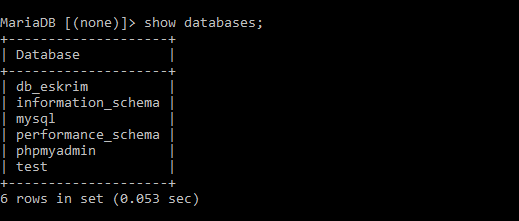 MariaDB [(none)]> show databases;
+--------------------+
| Database           |
+--------------------+
| db_eskrim          |
| information_schema |
| mysql              |
| performance_schema |
| phpmyadmin         |
| test               |
+--------------------+
6 rows in set (0.053 sec)